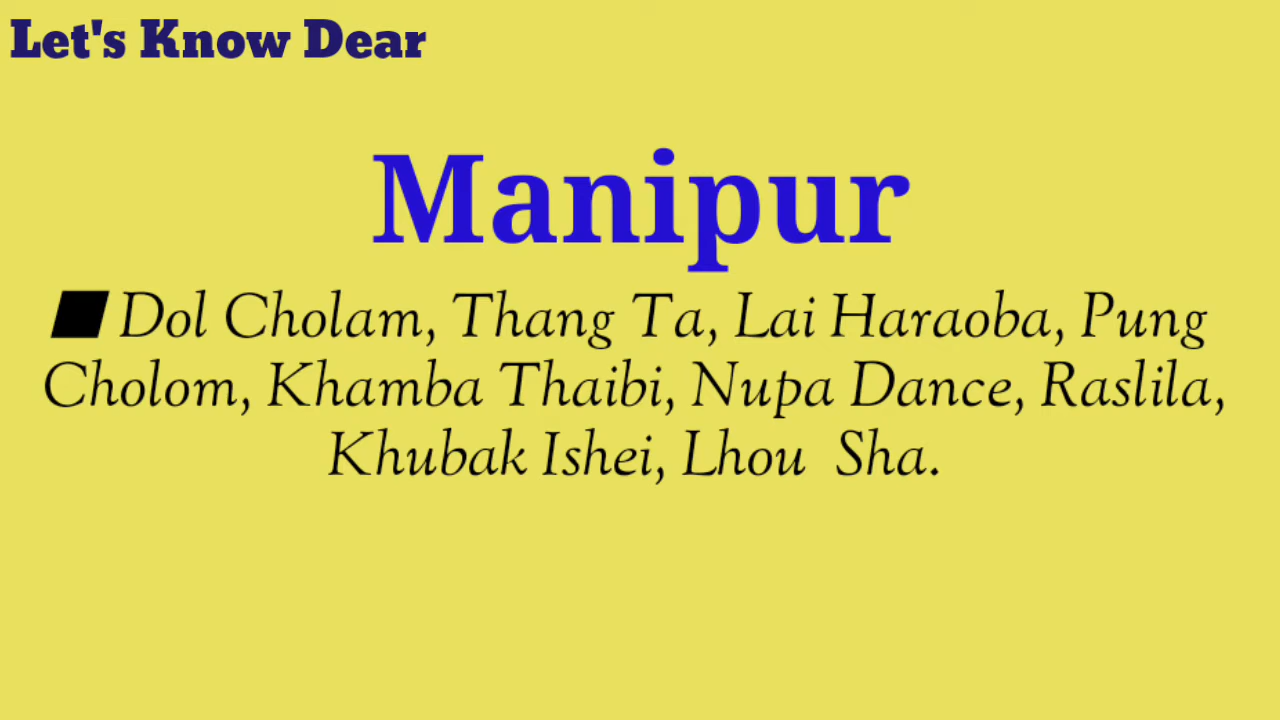 Let's Know Dear
Manipur
■ Dol Cholam, Thang Ta, Lai Haraoba, Pung
Cholom, Khamba Thaibi, Nupa Dance, Raslila,
Khubak Ishei, Lhou Sha.